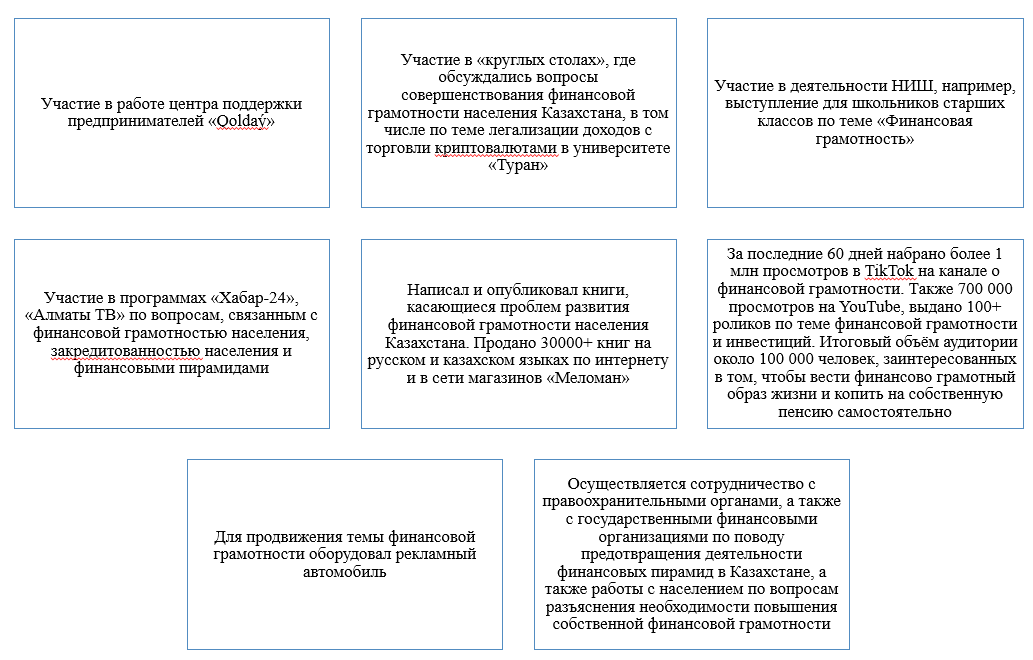 Участие в работе центра поддержки
предпринимателей «Qoldaý»
Участие в «круглых столах», где
обсуждались вопросы
совершенствования финансовой
грамотности населения Казахстана, в том
числе по теме легализации доходов с
торговли криптовалютами в университете
«Туран»
Участие в деятельности НИШ, например,
выступление для школьников старших
классов по теме «Финансовая
грамотность»
Участие в программах «Хабар-24»,
«Алматы ТВ» по вопросам, связанным с
финансовой грамотностью населения,
закредитованностью населения и
финансовыми пирамидами
Написал и опубликовал книги,
касающиеся проблем развития
финансовой грамотности населения
Казахстана. Продано 30000+ книг на
русском и казахском языках по интернету
и в сети магазинов «Меломан»
За последние 60 дней набрано более 1
млн просмотров в TikTok на канале о
финансовой грамотности. Также 700 000
просмотров на YouTube, выдано 100+
роликов по теме финансовой грамотности
и инвестиций. Итоговый объём аудитории
около 100 000 человек, заинтересованных
в том, чтобы вести финансово грамотный
образ жизни и копить на собственную
пенсию самостоятельно
Для продвижения темы финансовой
грамотности оборудовал рекламный
автомобиль
Осуществляется сотрудничество с
правоохранительными органами, а также
с государственными финансовыми
организациями по поводу
предотвращения деятельности
финансовых пирамид в Казахстане, а
также работы с населением по вопросам
разъяснения необходимости повышения
собственной финансовой грамотности